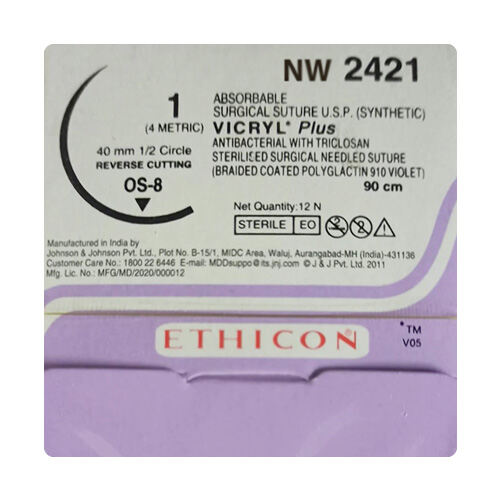 NW 2421
1
(4 METRIC)
40 mm 1/2 Circle
REVERSE CUTTING
OS-8
ABSORBABLE
SURGICAL SUTURE U.S.P. (SYNTHETIC)
VICRYL* Plus
ANTIBACTERIAL WITH TRICLOSAN
STERILISED SURGICAL NEEDLED SUTURE
(BRAIDED COATED POLYGLACTIN 910 VIOLET)
90 cm
Net Quantity:12 N
STERILE EO
Manufactured in India by
Johnson & Johnson Pvt. Ltd., Plot No. B-15/1, MIDC Area, Waluj, Aurangabad-MH (India)-431136
Customer Care No.: 1800 22 6446 E-mail: MDDsuppo@its.jnj.com © J & J Pvt. Ltd. 2011
Mfg. Lic. No.: MFG/MD/2020/000012
ETHICON®
*TM
V05